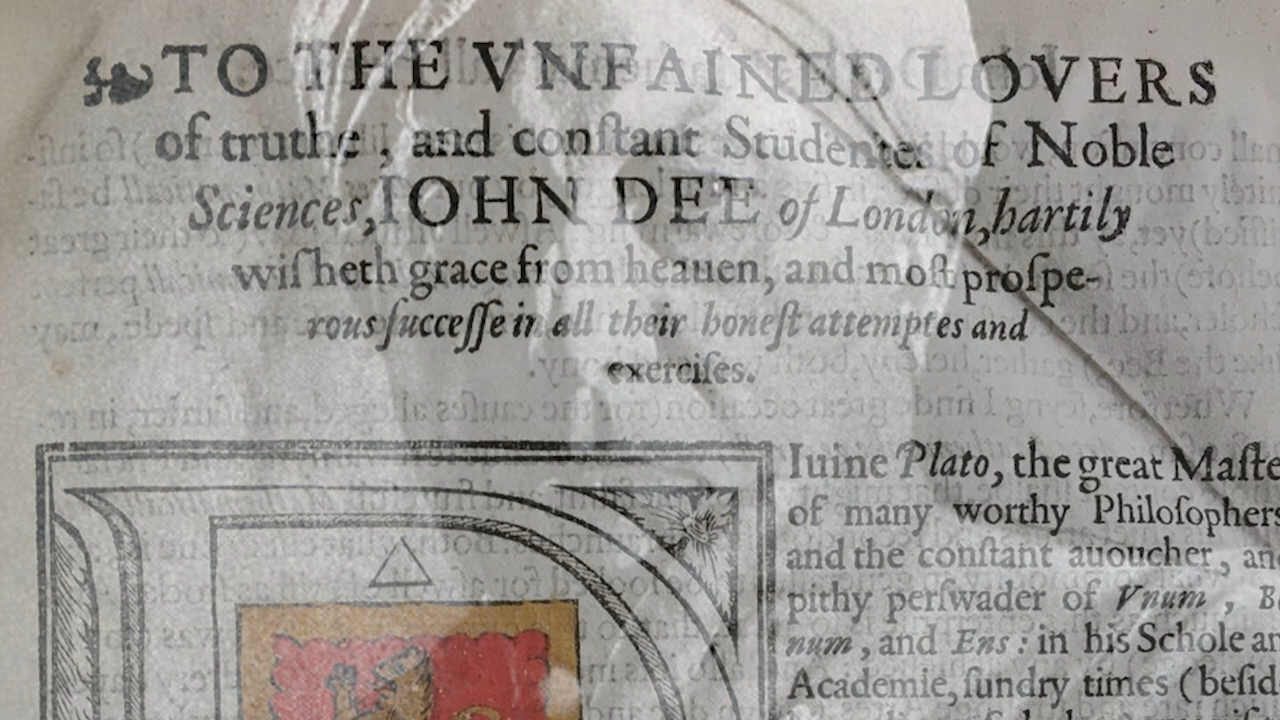 TO THE VNFAINED LOVERS
of truthe, and conſtant Studentes of Noble
Sciences, IOHN DEE of London, hartily
wiſheth grace from heauen, and moſt proſpe-
rous ſucceſſe in all their honeſt attemptes and
exerciſes.
Iuine Plato, the great Maſte
of many worthy Philoſophers
and the conſtant auoucher, an
pithy perſwader of Vnum, B
num, and Ens: in his Schole an
Academie, ſundry times (beſid